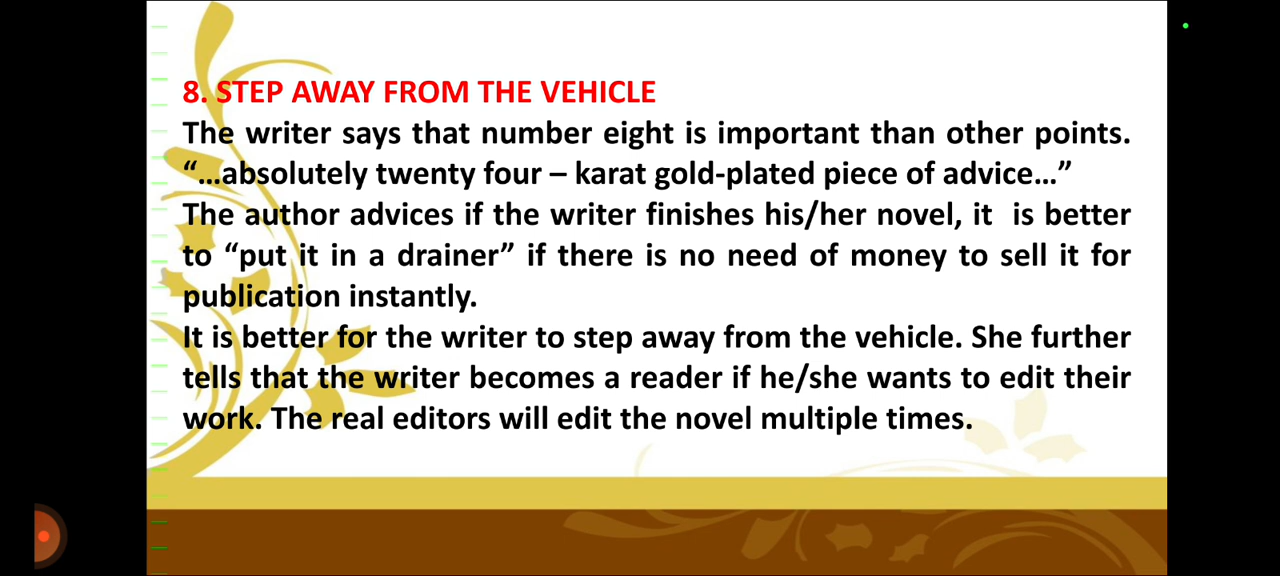 8. STEP AWAY FROM THE VEHICLE
The writer says that number eight is important than other points.
“…absolutely twenty four – karat gold-plated piece of advice…”
The author advices if the writer finishes his/her novel, it is better
to “put it in a drainer” if there is no need of money to sell it for
publication instantly.
It is better for the writer to step away from the vehicle. She further
tells that the writer becomes a reader if he/she wants to edit their
work. The real editors will edit the novel multiple times.